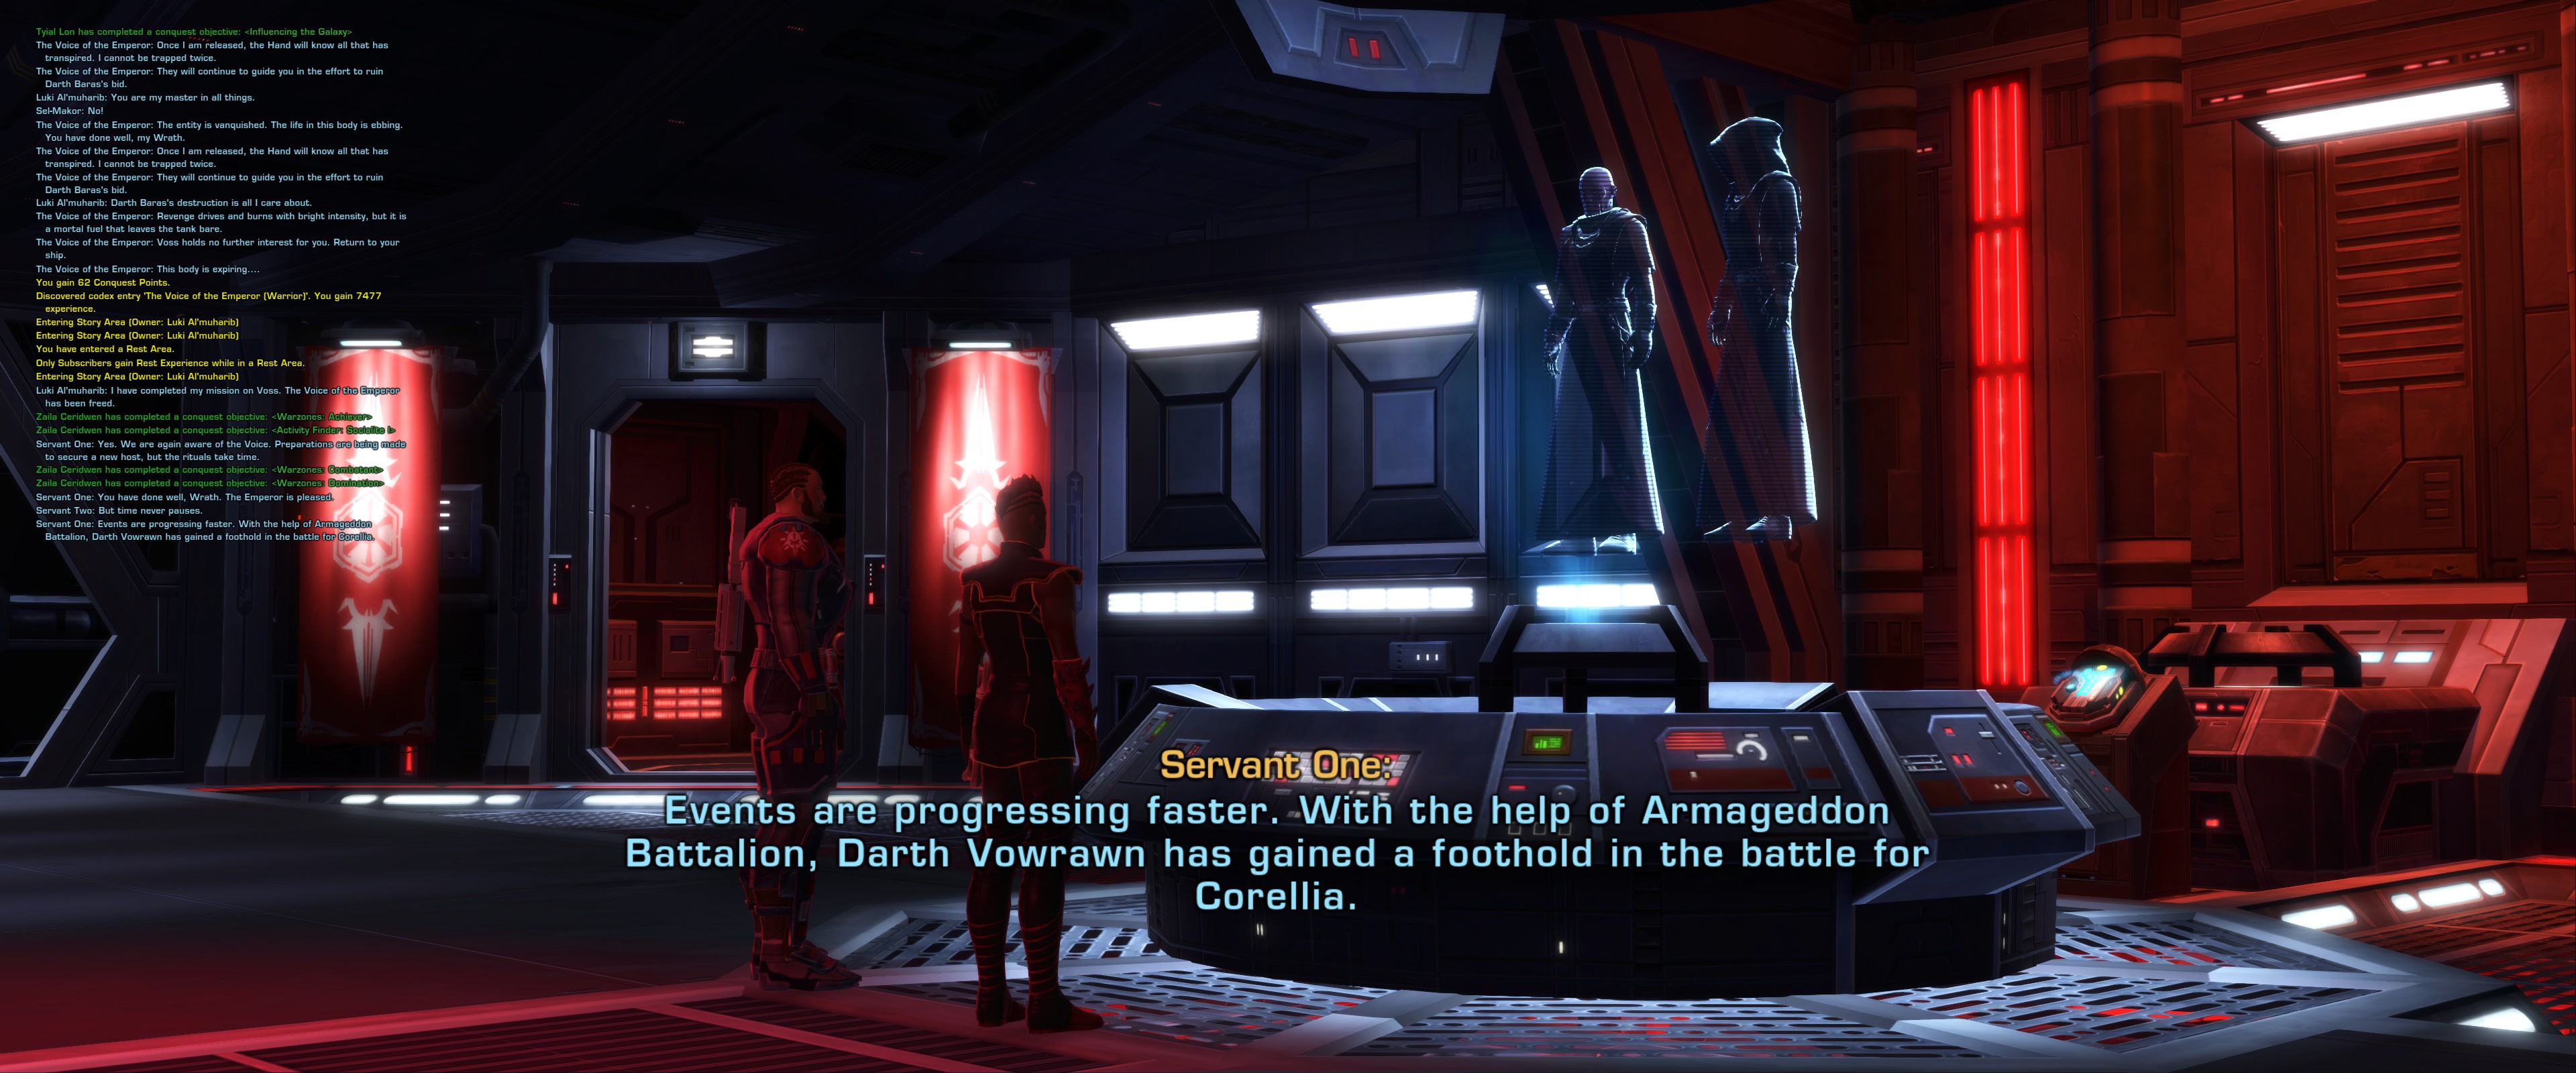 Tyial Lon has completed a conquest objective: <Influencing the Galaxy>
The Voice of the Emperor: Once I am released, the Hand will know all that has
transpired. I cannot be trapped twice.
The Voice of the Emperor: They will continue to guide you in the effort to ruin
Darth Baras's bid.
Luki Al'muharib: You are my master in all things.
Sel-Makor: No!
The Voice of the Emperor: The entity is vanquished. The life in this body is ebbing.
You have done well, my Wrath.
The Voice of the Emperor: Once I am released, the Hand will know all that has
transpired. I cannot be trapped twice.
The Voice of the Emperor: They will continue to guide you in the effort to ruin
Darth Baras's bid.
Luki Al'muharib: Darth Baras's destruction is all I care about.
The Voice of the Emperor: Revenge drives and burns with bright intensity, but it is
a mortal fuel that leaves the tank bare.
The Voice of the Emperor: Voss holds no further interest for you. Return to your
ship.
The Voice of the Emperor: This body is expiring....
You gain 62 Conquest Points.
Discovered codex entry 'The Voice of the Emperor (Warrior)'. You gain 7477
experience.
Entering Story Area (Owner: Luki Al'muharib)
Entering Story Area (Owner: Luki Al'muharib)
You have entered a Rest Area.
Only Subscribers gain Rest Experience while in a Rest Area.
Entering Story Area (Owner: Luki Al'muharib)
Luki Al'muharib: I have completed my mission on Voss. The Voice of the Emperor
has been freed.
Zaila Ceridwen has completed a conquest objective: <Warzones: Achiever>
Zaila Ceridwen has completed a conquest objective: <Activity Finder: Socialite I>
Servant One: Yes. We are again aware of the Voice. Preparations are being made
to secure a new host, but the rituals take time.
Zaila Ceridwen has completed a conquest objective: <Warzones: Combatant>
Zaila Ceridwen has completed a conquest objective: <Warzones: Domination>
Servant One: You have done well, Wrath. The Emperor is pleased.
Servant Two: But time never pauses.
Servant One: Events are progressing faster. With the help of Armageddon
Battalion, Darth Vowrawn has gained a foothold in the battle for Corellia.
Servant One:
Events are progressing faster. With the help of Armageddon
Battalion, Darth Vowrawn has gained a foothold in the battle for
Corellia.